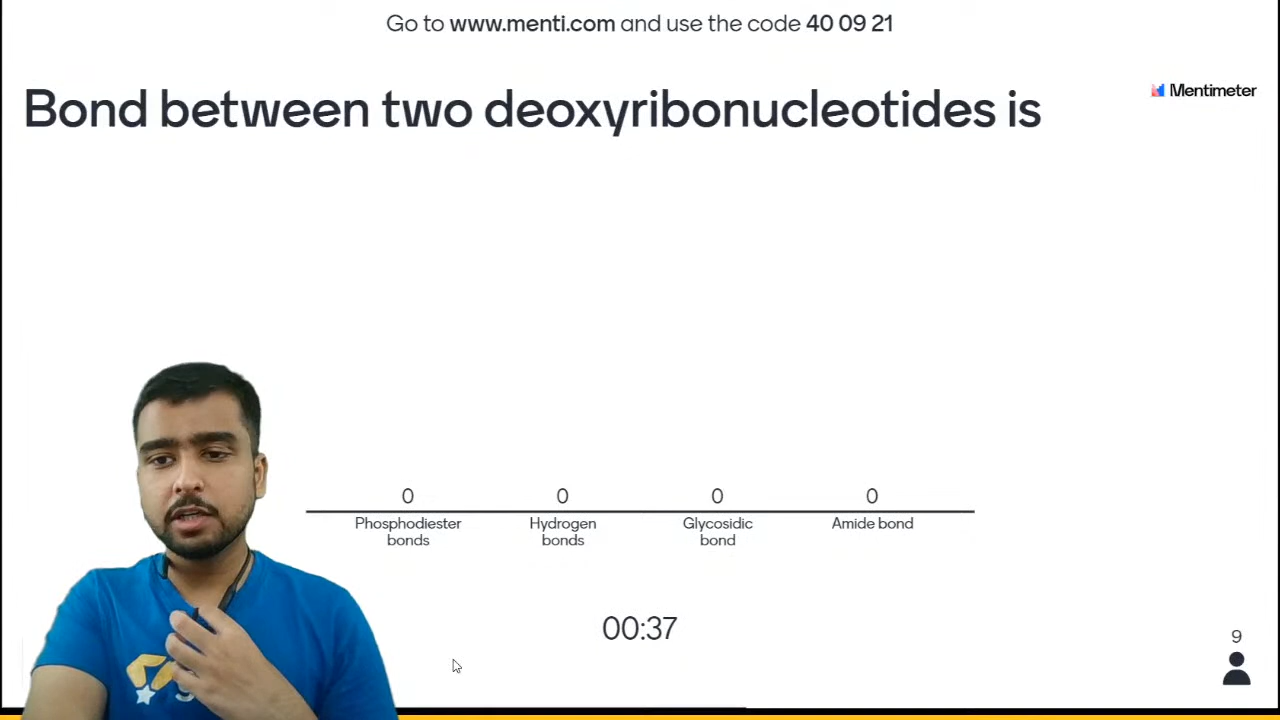 Go to www.menti.com and use the code 40 09 21
Mentimeter
Bond between two deoxyribonucleotides is
0 0 0 0
Phosphodiester bonds
Hydrogen bonds
Glycosidic bond
Amide bond
00:37
9